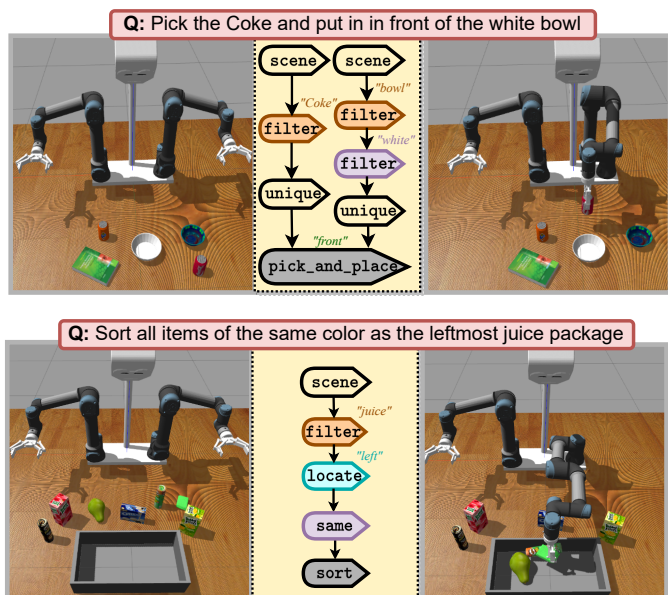 Q: Pick the Coke and put in in front of the white bowl
scene
scene
"Coke"
"bowl"
filter
filter
"white"
filter
unique
unique
"front"
pick_and_place
Q: Sort all items of the same color as the leftmost juice package
scene
"juice"
filter
"left"
locate
same
sort